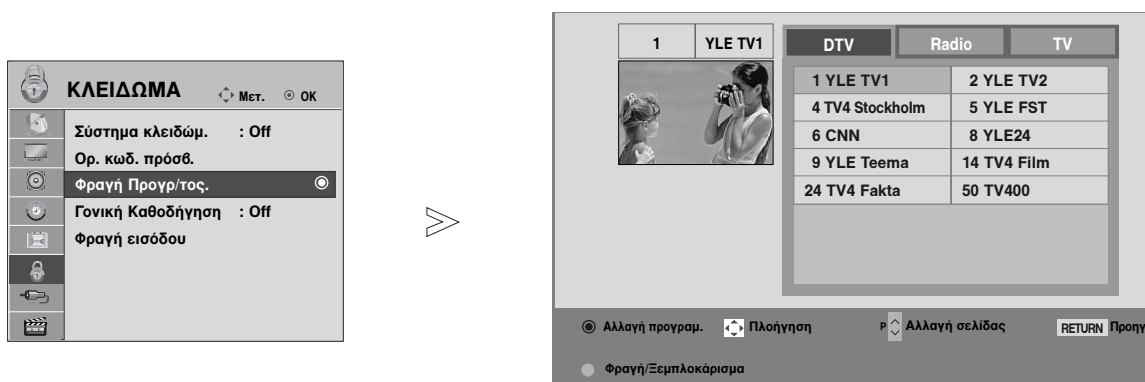 ΚΛΕΙΔΩΜΑ Μετ. OK
Σύστημα κλειδώμ. : Off
Ορ. κωδ. πρόσβ.
Φραγή Προγρ/τος.
Γονική Καθοδήγηση : Off
Φραγή εισόδου
1 YLE TV1
DTV Radio TV
1 YLE TV1 2 YLE TV2
4 TV4 Stockholm 5 YLE FST
6 CNN 8 YLE24
9 YLE Teema 14 TV4 Film
24 TV4 Fakta 50 TV400
Αλλαγή προγραμ. Πλοήγηση P Αλλαγή σελίδας RETURN Προηγ
Φραγή/Ξεμπλοκάρισμα